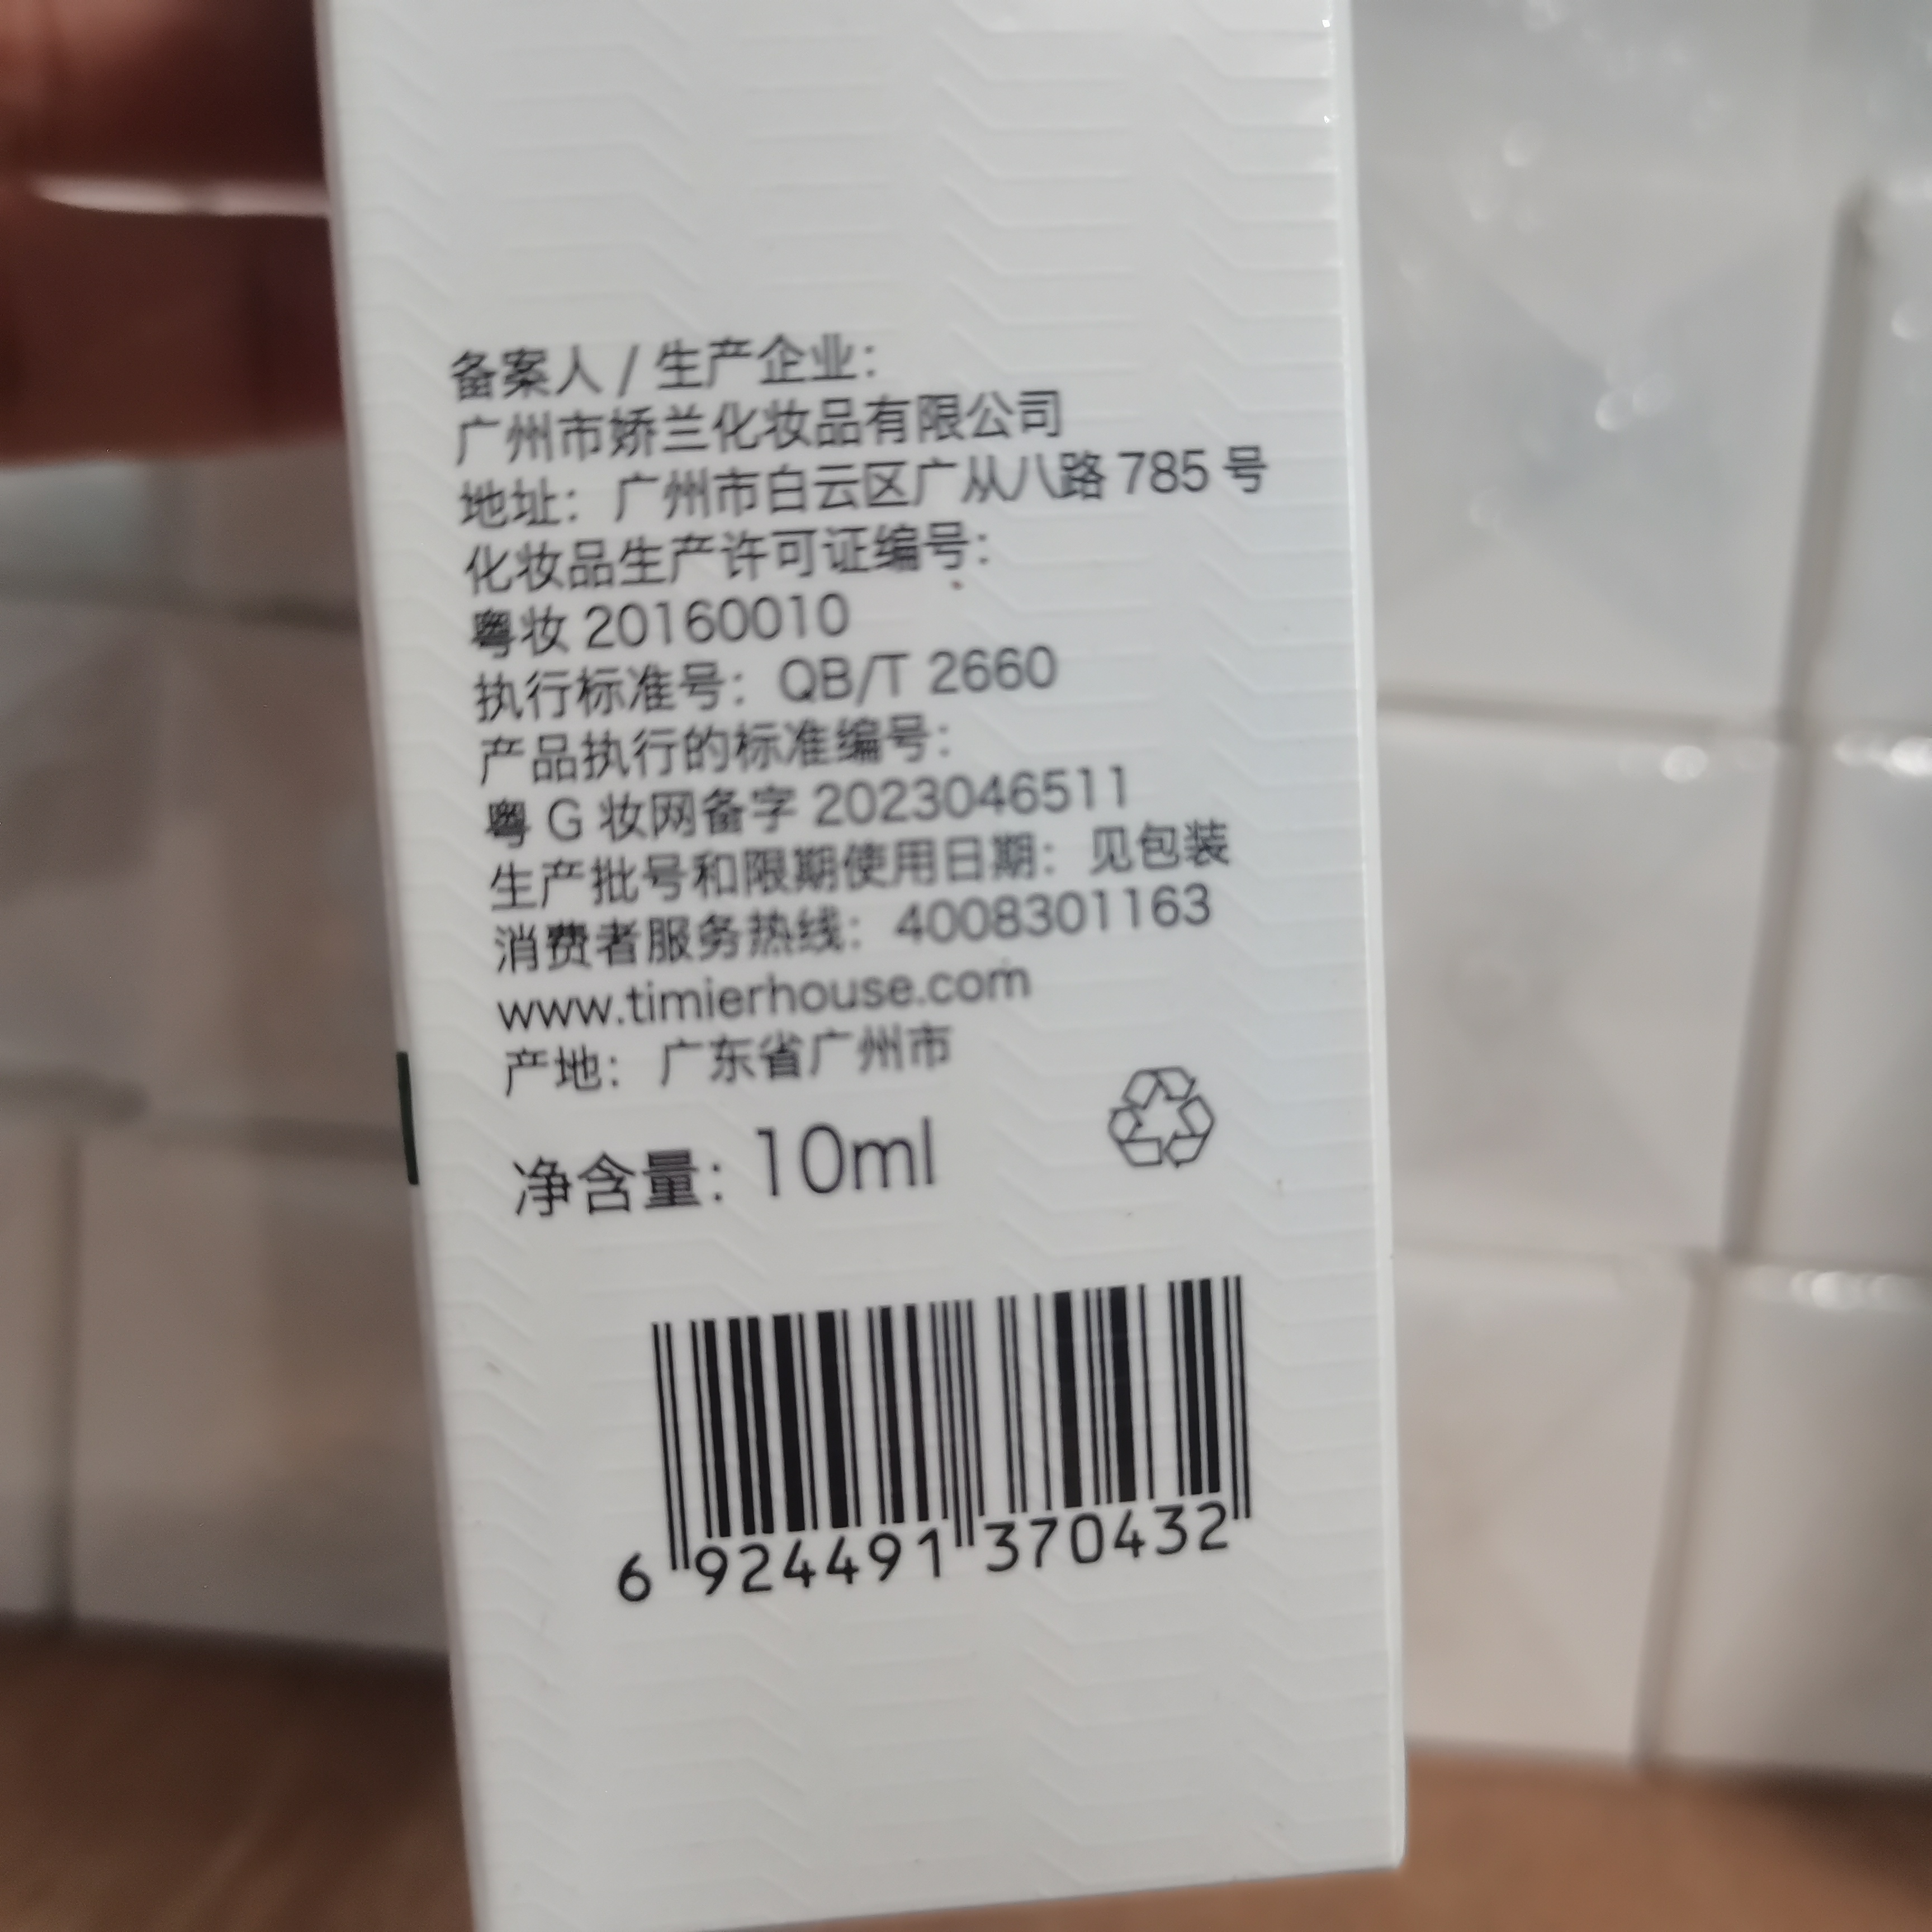 备案人 / 生产企业：
广州市娇兰化妆品有限公司
地址：广州市白云区广从八路 785 号
化妆品生产许可证编号：
粤妆 20160010
执行标准号：QB/T 2660
产品执行的标准编号：
粤 G 妆网备字 2023046511
生产批号和限期使用日期：见包装
消费者服务热线：4008301163
www.timierhouse.com
产地：广东省广州市
净含量：10ml
6 924491 370432